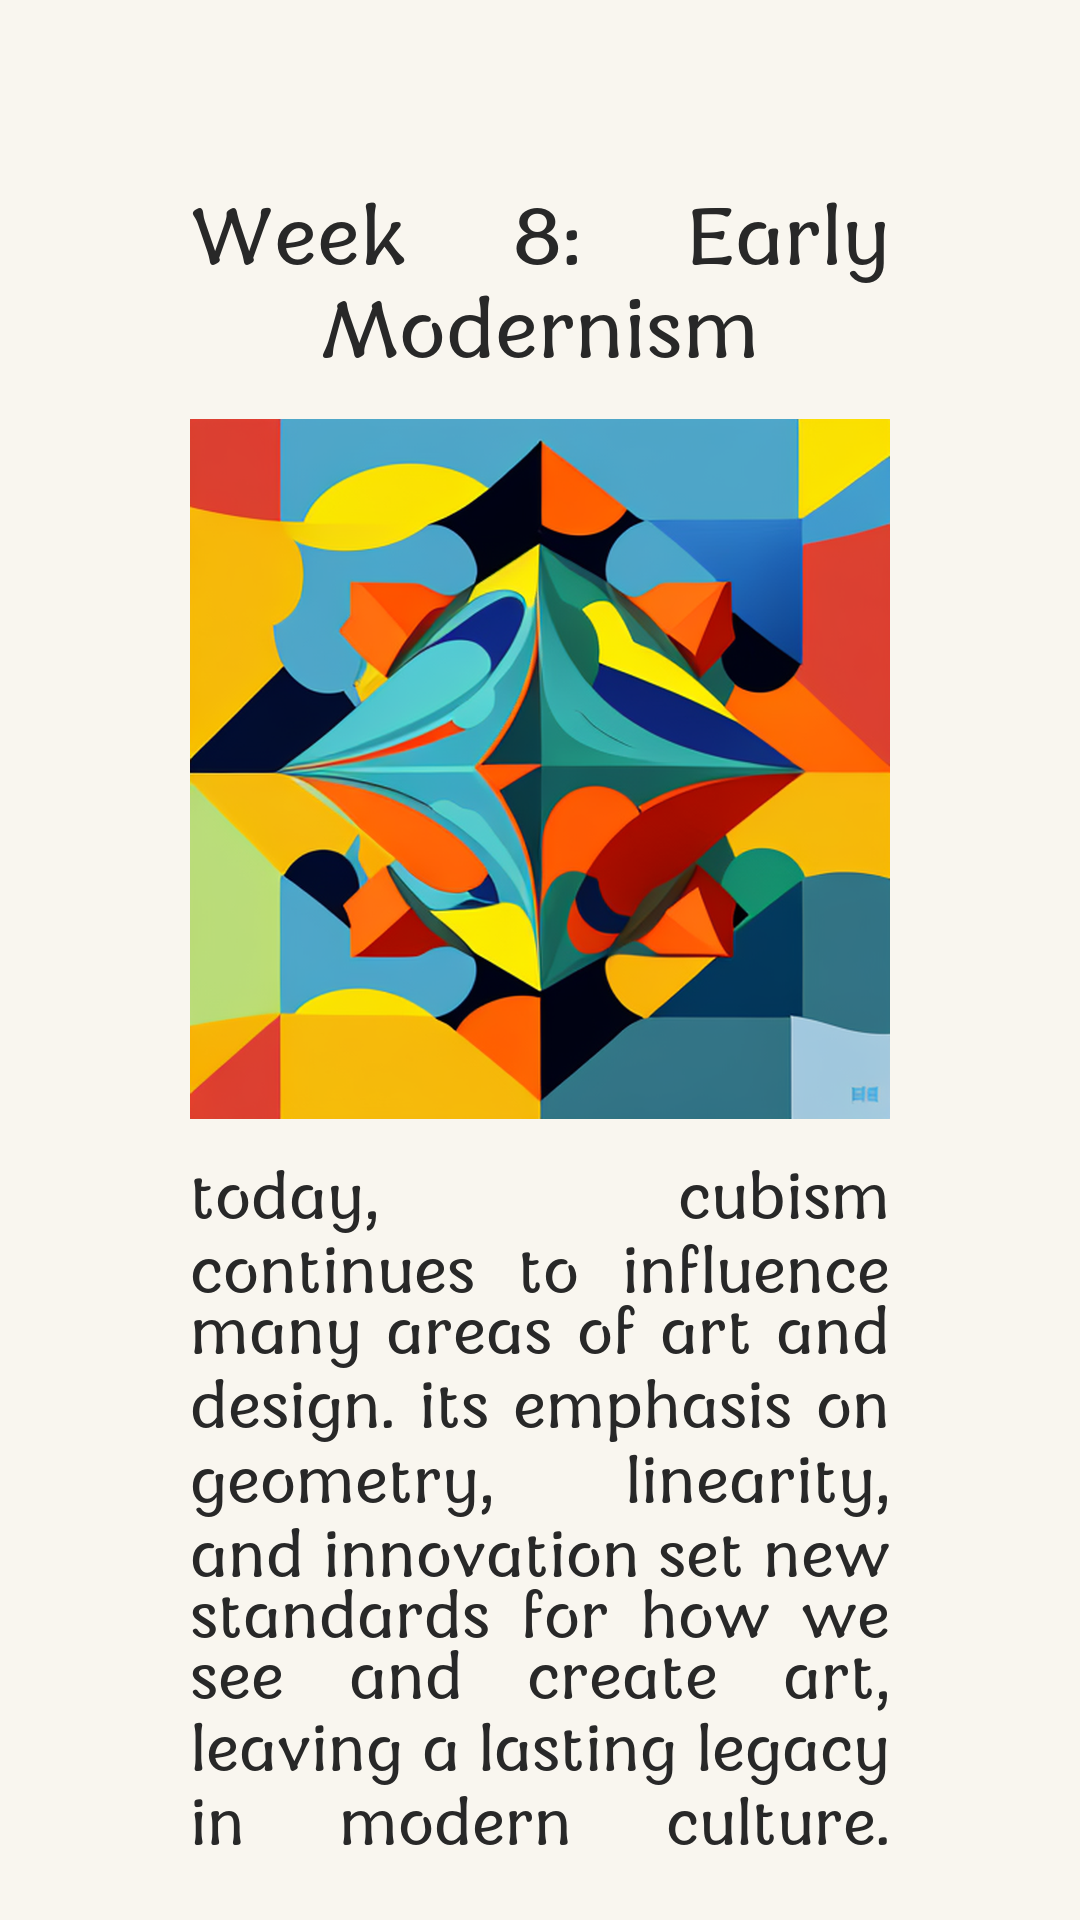 Week 8: Early
Modernism
today, cubism
continues to influence
many areas of art and
design. its emphasis on
geometry, linearity,
and innovation set new
standards for how we
see and create art,
leaving a lasting legacy
in modern culture.